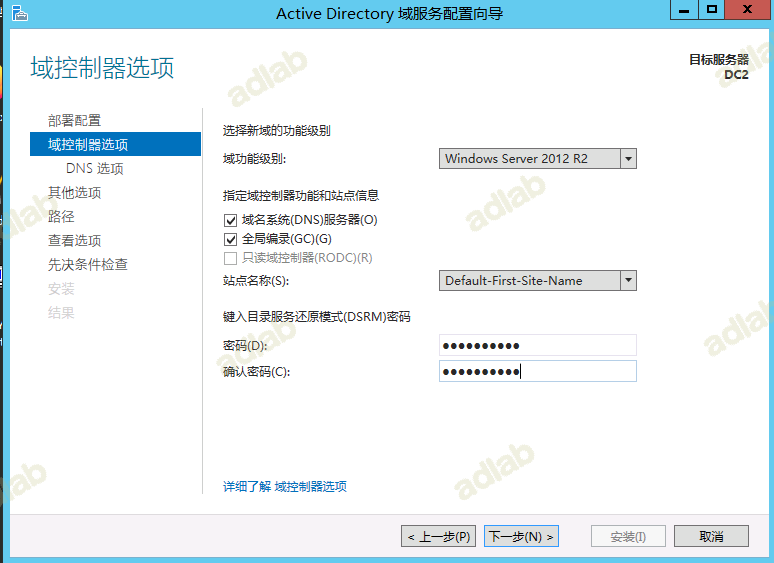 Active Directory 域服务配置向导
域控制器选项
目标服务器
DC2
部署配置
域控制器选项
DNS 选项
其他选项
路径
查看选项
先决条件检查
安装
结果
选择新域的功能级别
域功能级别: Windows Server 2012 R2
指定域控制器功能和站点信息
域名系统(DNS)服务器(O)
全局编录(GC)(G)
只读域控制器(RODC)(R)
站点名称(S): Default-First-Site-Name
键入目录服务还原模式(DSRM)密码
密码(D): ●●●●●●●●●●
确认密码(C): ●●●●●●●●●●
详细了解 域控制器选项
< 上一步(P) 下一步(N) > 安装(I) 取消
adlab
adlab
adlab
adlab
adlab
adlab
adlab